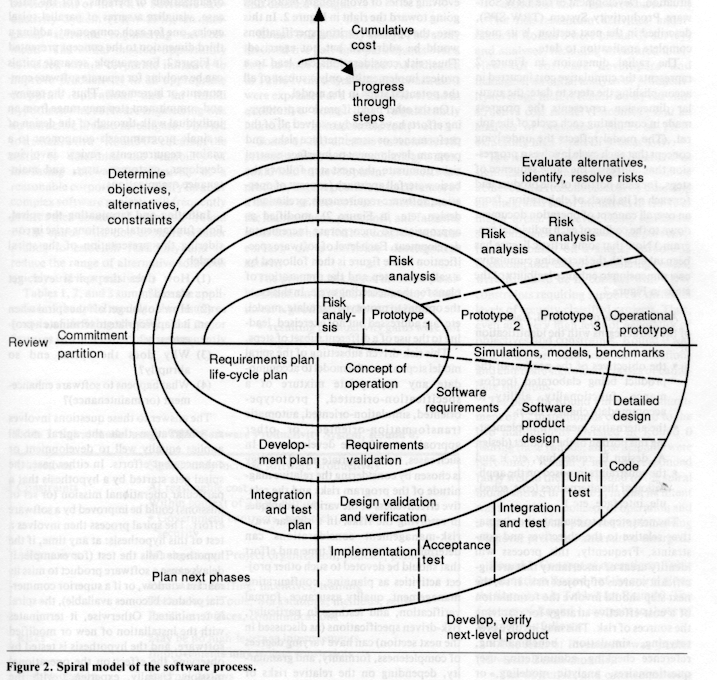 Cumulative
cost
Progress
through
steps
Determine
objectives,
alternatives,
constraints
Evaluate alternatives,
identify, resolve risks
Risk
analysis
Risk
analysis
Risk
analysis
Risk
analy-
sis
Prototype
1
Prototype
2
Prototype
3
Operational
prototype
Review
Commitment
partition
Simulations, models, benchmarks
Requirements plan
life-cycle plan
Concept of
operation
Software
requirements
Software
product
design
Detailed
design
Develop-
ment plan
Requirements
validation
Unit
test
Code
Integration
and test
plan
Design validation
and verification
Integration
and test
Implementation
Acceptance
test
Plan next phases
Develop, verify
next-level product
Figure 2. Spiral model of the software process.